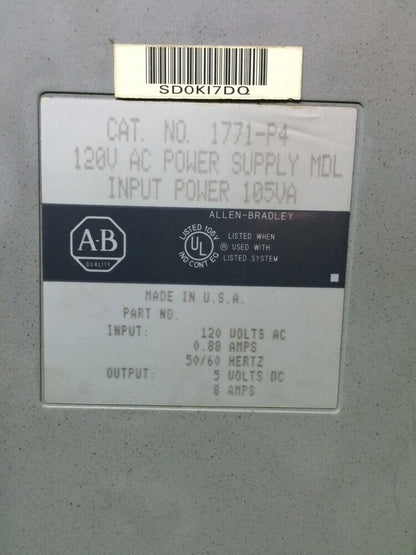 SD0KI7DQ
CAT. NO. 1771-P4
120V AC POWER SUPPLY MDL
INPUT POWER 105VA
ALLEN-BRADLEY
A-B
QUALITY
LISTED 106V
UL
IND CONT EQ
®
LISTED WHEN
USED WITH
LISTED SYSTEM
MADE IN U.S.A.
PART NO.
INPUT: 120 VOLTS AC
0.88 AMPS
50/60 HERTZ
OUTPUT: 5 VOLTS DC
8 AMPS